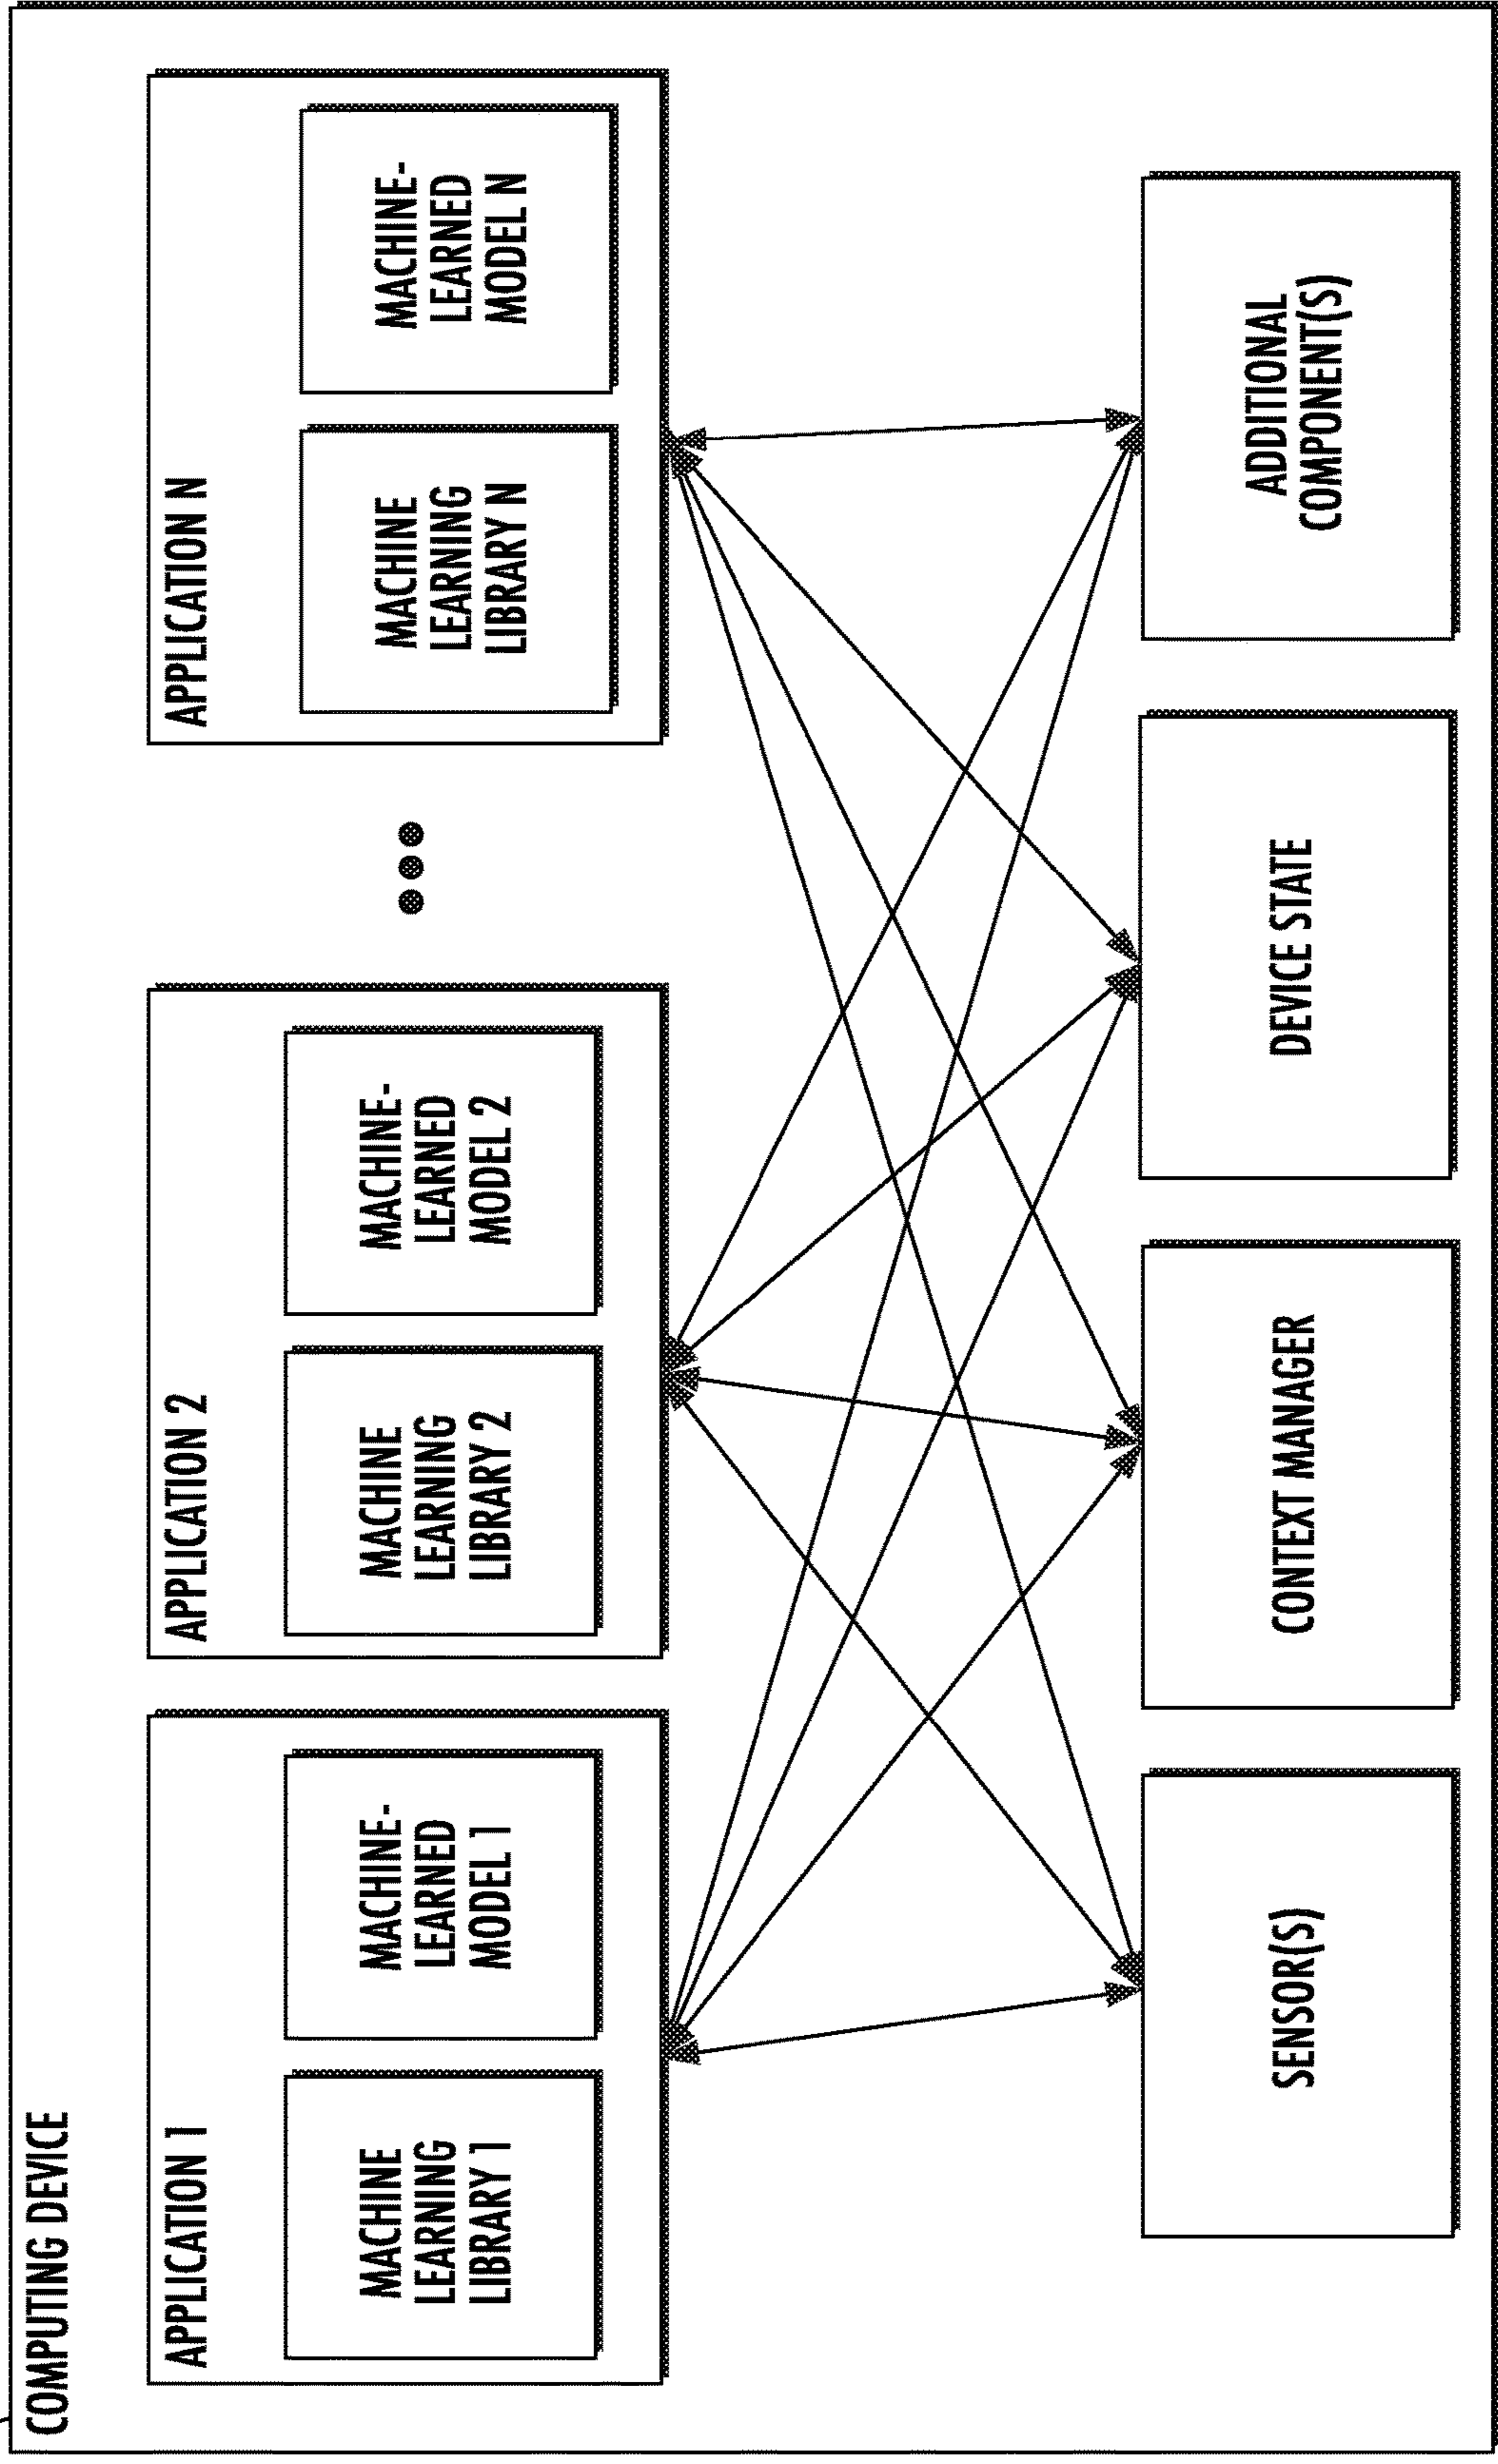 COMPUTING DEVICE
APPLICATION 1
MACHINE
LEARNING
LIBRARY 1
MACHINE-
LEARNED
MODEL 1
APPLICATION 2
MACHINE
LEARNING
LIBRARY 2
MACHINE-
LEARNED
MODEL 2
APPLICATION N
MACHINE
LEARNING
LIBRARY N
MACHINE-
LEARNED
MODEL N
SENSOR(S)
CONTEXT MANAGER
DEVICE STATE
ADDITIONAL
COMPONENT(S)